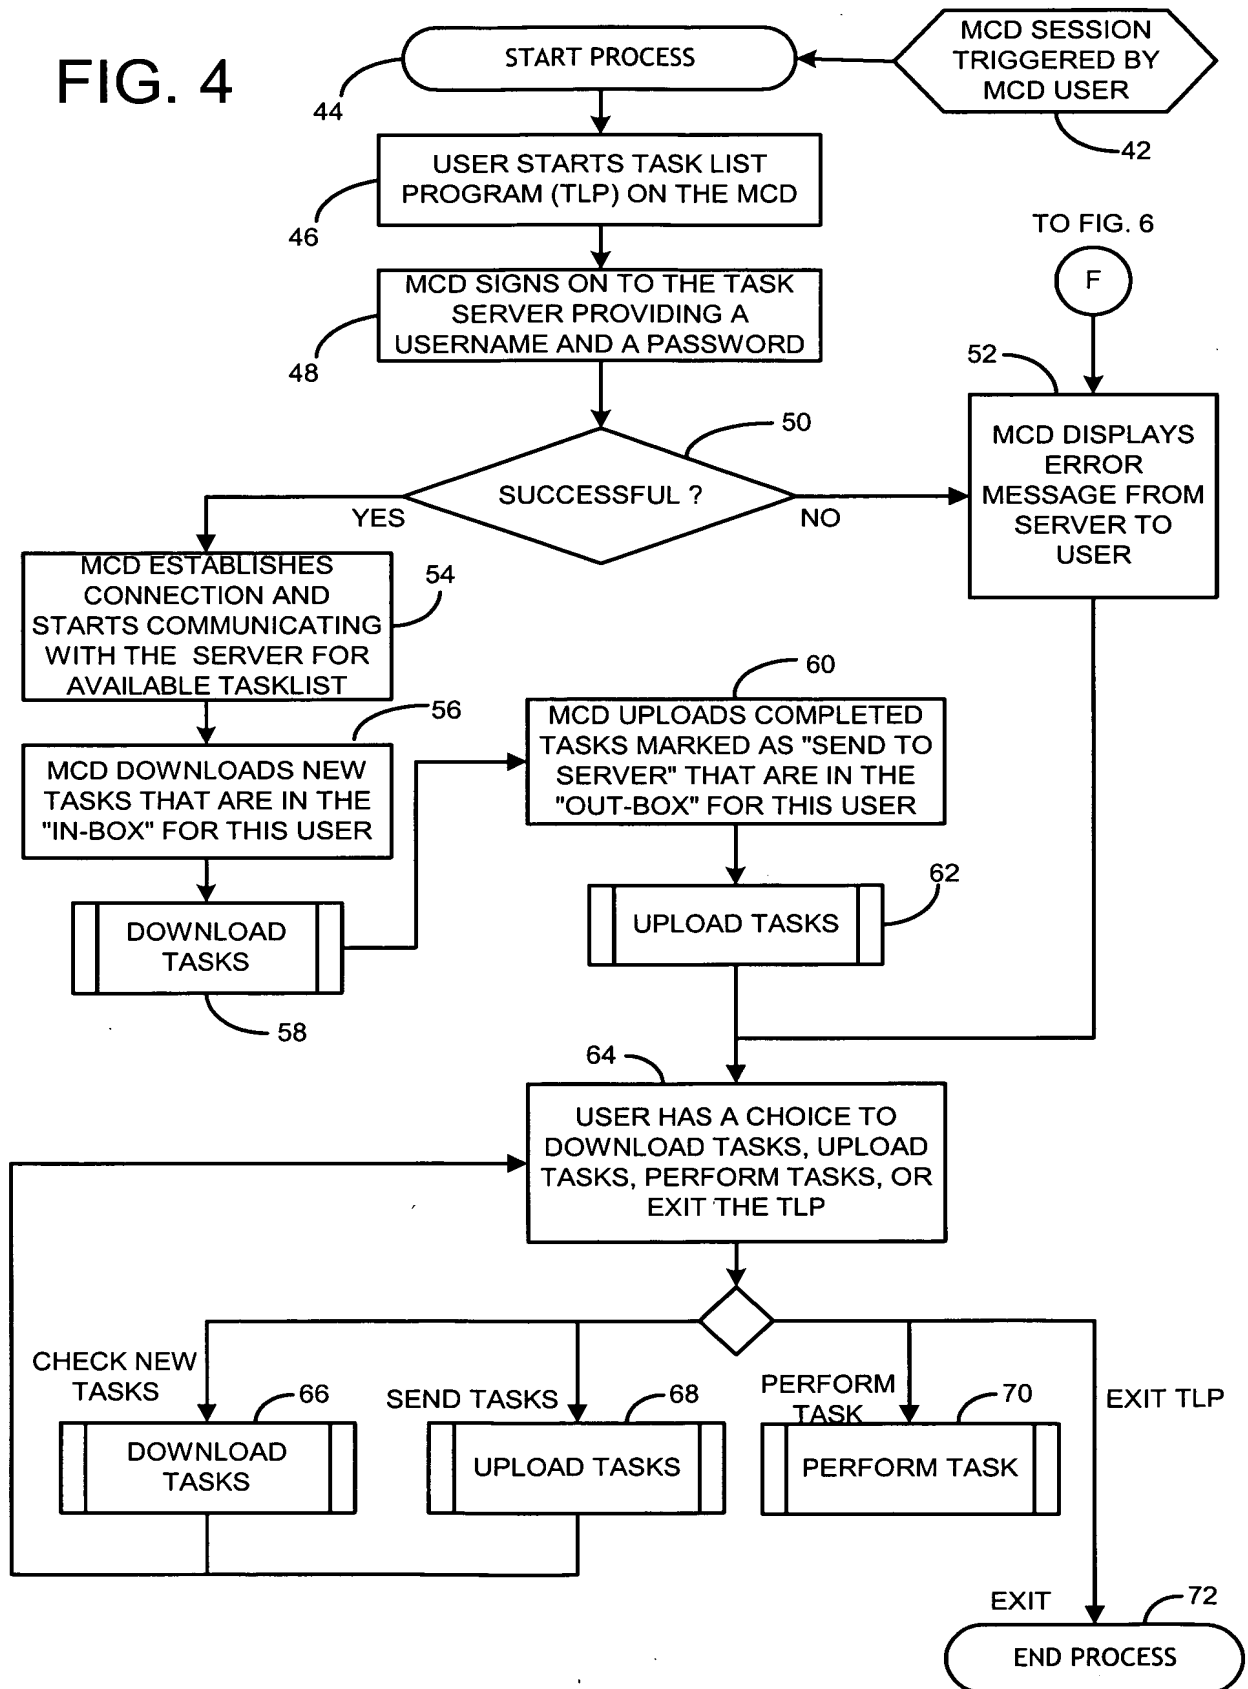 FIG. 4
START PROCESS
MCD SESSION
TRIGGERED BY
MCD USER
44
42
USER STARTS TASK LIST
PROGRAM (TLP) ON THE MCD
46
TO FIG. 6
F
MCD SIGNS ON TO THE TASK
SERVER PROVIDING A
USERNAME AND A PASSWORD
48
52
50
SUCCESSFUL ?
YES
NO
MCD DISPLAYS
ERROR
MESSAGE FROM
SERVER TO
USER
MCD ESTABLISHES
CONNECTION AND
STARTS COMMUNICATING
WITH THE SERVER FOR
AVAILABLE TASKLIST
54
56
MCD DOWNLOADS NEW
TASKS THAT ARE IN THE
"IN-BOX" FOR THIS USER
60
MCD UPLOADS COMPLETED
TASKS MARKED AS "SEND TO
SERVER" THAT ARE IN THE
"OUT-BOX" FOR THIS USER
DOWNLOAD
TASKS
58
UPLOAD TASKS
62
64
USER HAS A CHOICE TO
DOWNLOAD TASKS, UPLOAD
TASKS, PERFORM TASKS, OR
EXIT THE TLP
CHECK NEW
TASKS
66
DOWNLOAD
TASKS
SEND TASKS
68
UPLOAD TASKS
PERFORM
TASK
70
PERFORM TASK
EXIT TLP
EXIT
72
END PROCESS